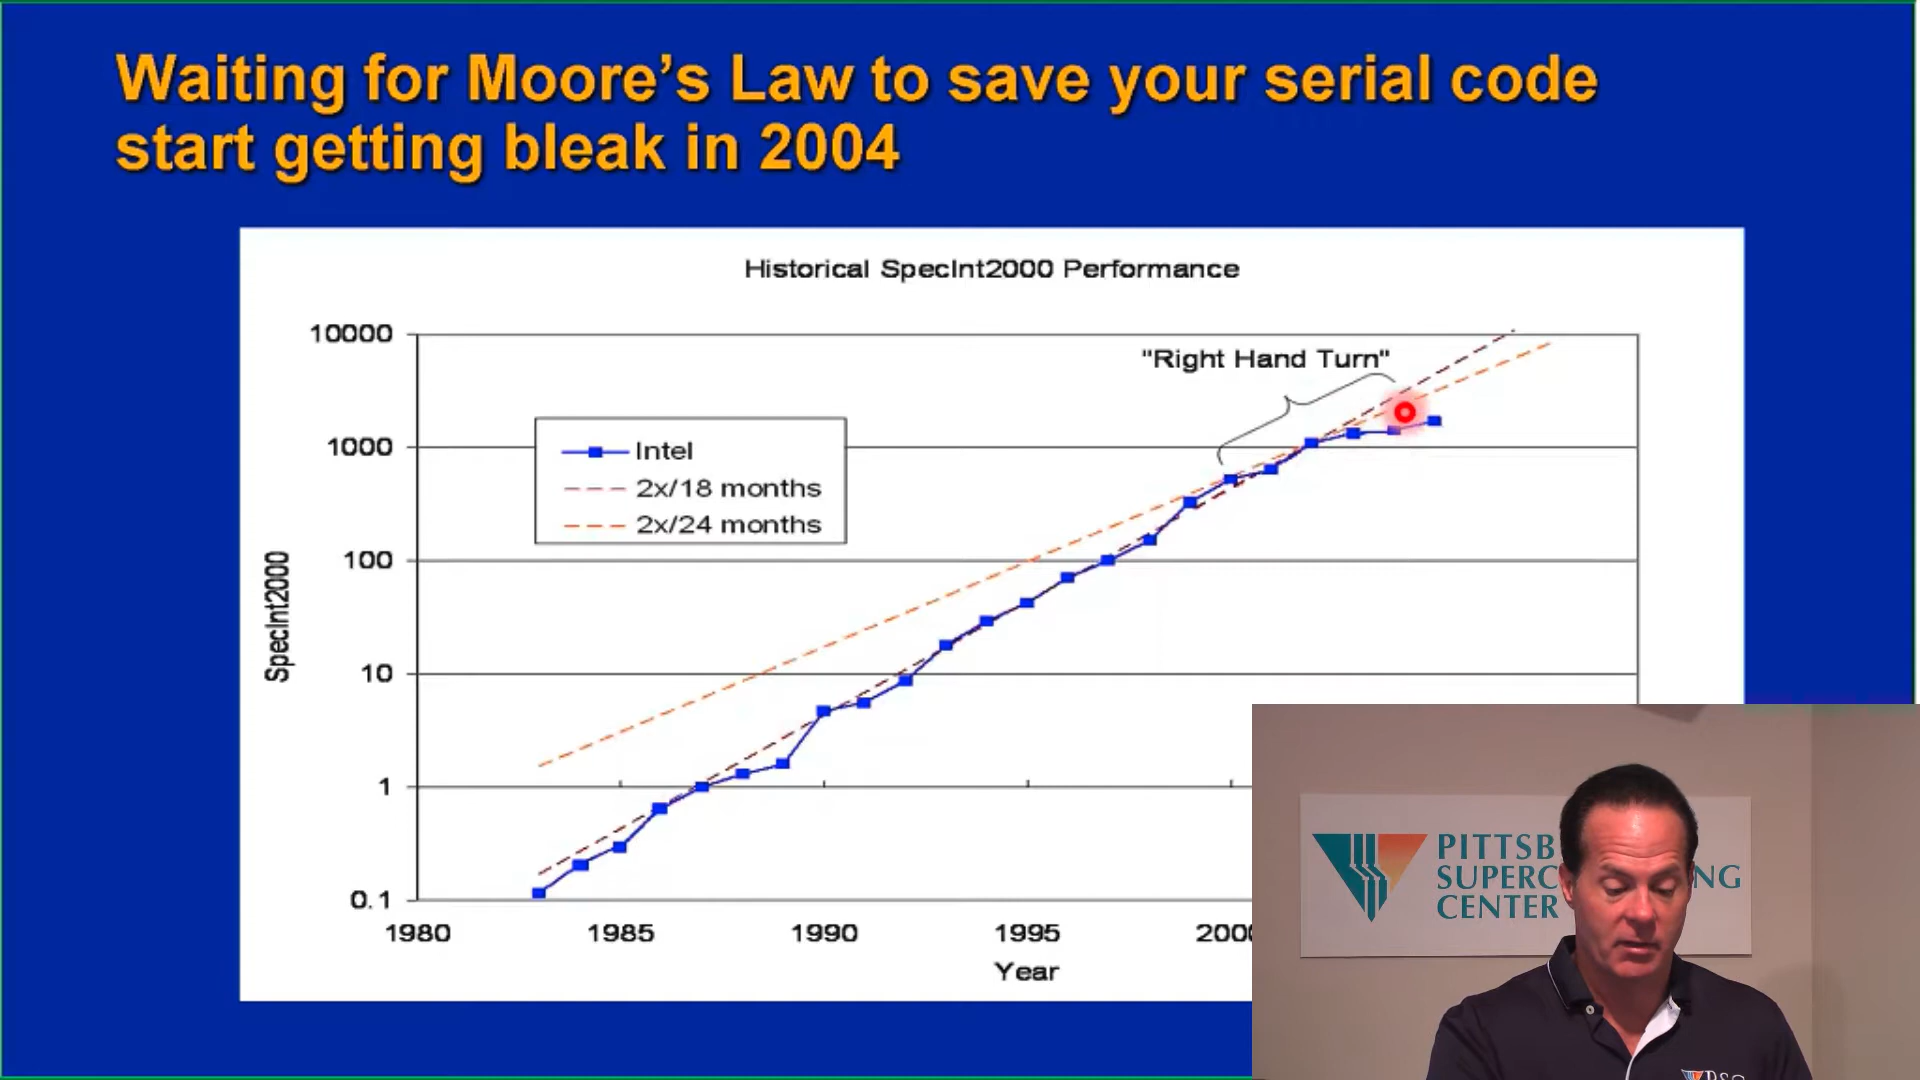 Waiting for Moore’s Law to save your serial code
start getting bleak in 2004
Historical SpecInt2000 Performance
10000
"Right Hand Turn"
1000
Intel
2x/18 months
2x/24 months
100
SpecInt2000
10
1
0.1
1980
1985
1990
1995
Year
PITTSB
SUPERC NG
CENTER